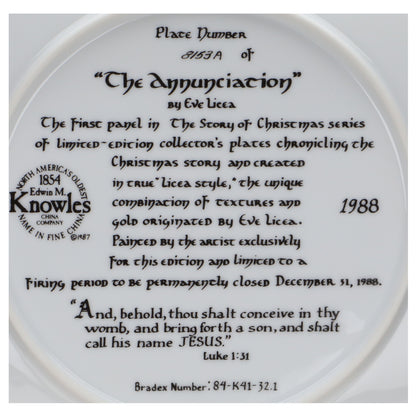 Plate Number
8153A of
"The Annunciation"
by Eve Licea
The first panel in The Story of Christmas series
of limited-edition collector's plates chronicling the
Christmas story and created
in true "Licea style," the unique
combination of textures and
gold originated by Eve Licea.
Painted by the artist exclusively
for this edition and limited to a
firing period to be permanently closed December 31, 1988.
NORTH AMERICA'S OLDEST
1854
Edwin M.
Knowles
CHINA
COMPANY
NAME IN FINE CHINA
©1987
1988
"And, behold, thou shalt conceive in thy
womb, and bring forth a son, and shalt
call his name JESUS."
Luke 1:31
Bradex Number: 84-K41-32.1